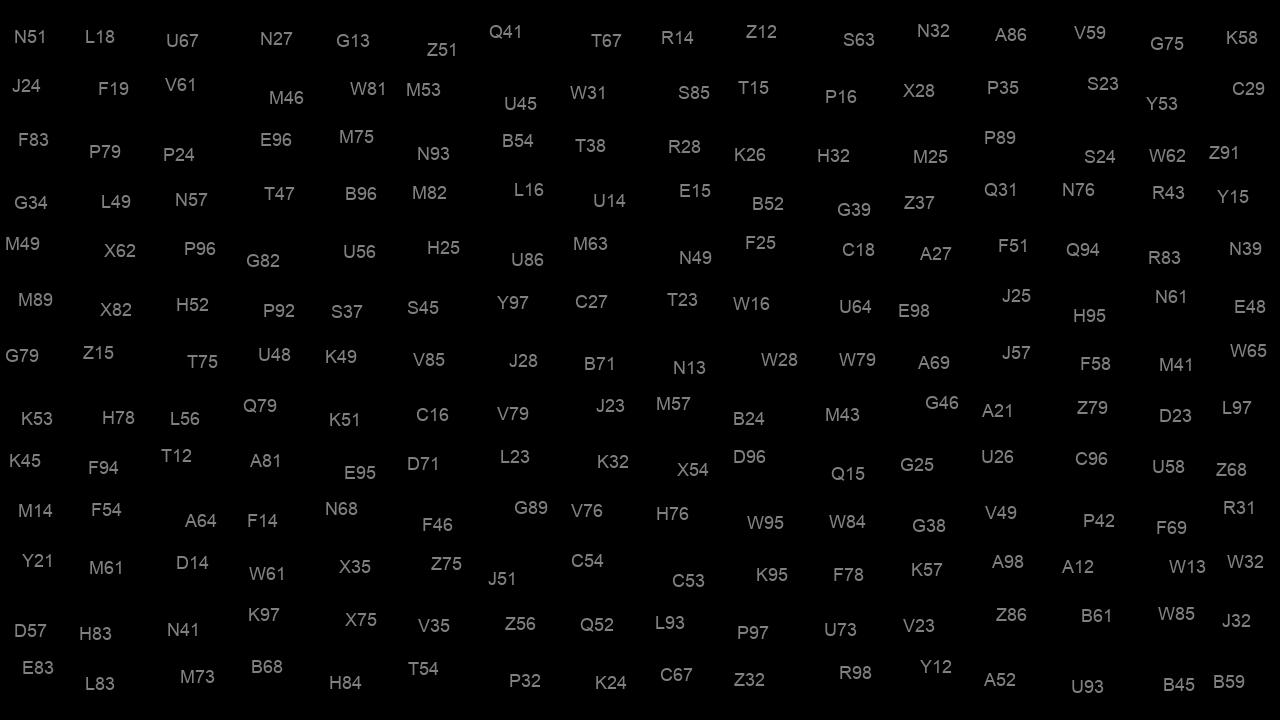 N51 L18 U67 N27 G13 Z51 Q41 T67 R14 Z12 S63 N32 A86 V59 G75 K58
J24 F19 V61 M46 W81 M53 U45 W31 S85 T15 P16 X28 P35 S23 Y53 C29
F83 P79 P24 E96 M75 N93 B54 T38 R28 K26 H32 M25 P89 S24 W62 Z91
G34 L49 N57 T47 B96 M82 L16 U14 E15 B52 G39 Z37 Q31 N76 R43 Y15
M49 X62 P96 G82 U56 H25 U86 M63 N49 F25 C18 A27 F51 Q94 R83 N39
M89 X82 H52 P92 S37 S45 Y97 C27 T23 W16 U64 E98 J25 H95 N61 E48
G79 Z15 T75 U48 K49 V85 J28 B71 N13 W28 W79 A69 J57 F58 M41 W65
K53 H78 L56 Q79 K51 C16 V79 J23 M57 B24 M43 G46 A21 Z79 D23 L97
K45 F94 T12 A81 E95 D71 L23 K32 X54 D96 Q15 G25 U26 C96 U58 Z68
M14 F54 A64 F14 N68 F46 G89 V76 H76 W95 W84 G38 V49 P42 F69 R31
Y21 M61 D14 W61 X35 Z75 J51 C54 C53 K95 F78 K57 A98 A12 W13 W32
D57 H83 N41 K97 X75 V35 Z56 Q52 L93 P97 U73 V23 Z86 B61 W85 J32
E83 L83 M73 B68 H84 T54 P32 K24 C67 Z32 R98 Y12 A52 U93 B45 B59